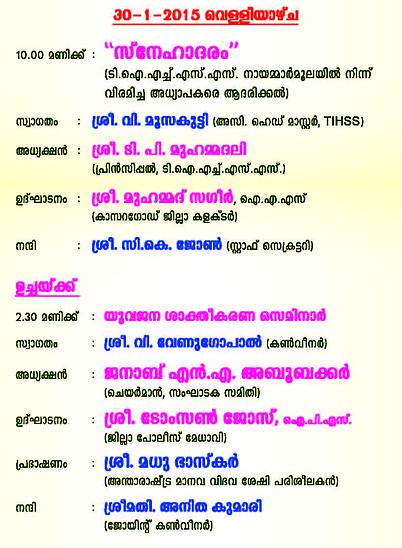 30-1-2015 വെള്ളിയാഴ്ച
10.00 മണിക്ക് : “സ്നേഹാദരം”
(ടി.ഐ.എച്ച്.എസ്.എസ്. നായമ്മാർമൂലയിൽ നിന്ന്
വിരമിച്ച അധ്യാപകരെ ആദരിക്കൽ)
സ്വാഗതം : ശ്രീ. വി. മൂസകുട്ടി (അസി. ഹെഡ് മാസ്റ്റർ, TIHSS)
അധ്യക്ഷൻ : ശ്രീ. ടി. പി. മുഹമ്മദലി
(പ്രിൻസിപ്പൽ, ടി.ഐ.എച്ച്.എസ്.എസ്.)
ഉദ്ഘാടനം : ശ്രീ. മുഹമ്മദ് സഗീർ, ഐ.എ.എസ്
(കാസറഗോഡ് ജില്ലാ കളക്ടർ)
നന്ദി : ശ്രീ. സി.കെ. ജോൺ (സ്റ്റാഫ് സെക്രട്ടറി)
ഉച്ചയ്ക്ക്
2.30 മണിക്ക് : യുവജന ശാക്തീകരണ സെമിനാർ
സ്വാഗതം : ശ്രീ. വി. വേണുഗോപാൽ (കൺവീനർ)
അധ്യക്ഷൻ : ജനാബ് എൻ.എ. അബൂബക്കർ
(ചെയർമാൻ, സംഘാടക സമിതി)
ഉദ്ഘാടനം : ശ്രീ. ടോംസൺ ജോസ്, ഐ.പി.എസ്.
(ജില്ലാ പോലീസ് മേധാവി)
പ്രഭാഷണം : ശ്രീ. മധു ഭാസ്കർ
(അന്താരാഷ്ട്ര മാനവ വിഭവ ശേഷി പരിശീലകൻ)
നന്ദി : ശ്രീമതി. അനിത കുമാരി
(ജോയിന്റ് കൺവീനർ)